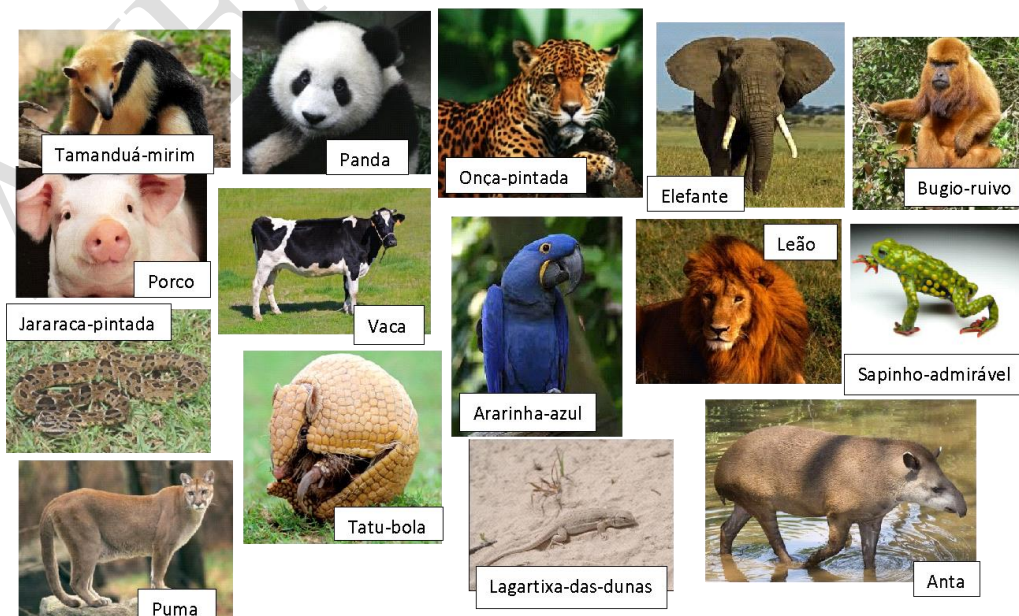 Tamanduá-mirim
Panda
Onça-pintada
Elefante
Bugio-ruivo
Porco
Vaca
Leão
Jararaca-pintada
Ararinha-azul
Sapinho-admirável
Tatu-bola
Lagartixa-das-dunas
Anta
Puma